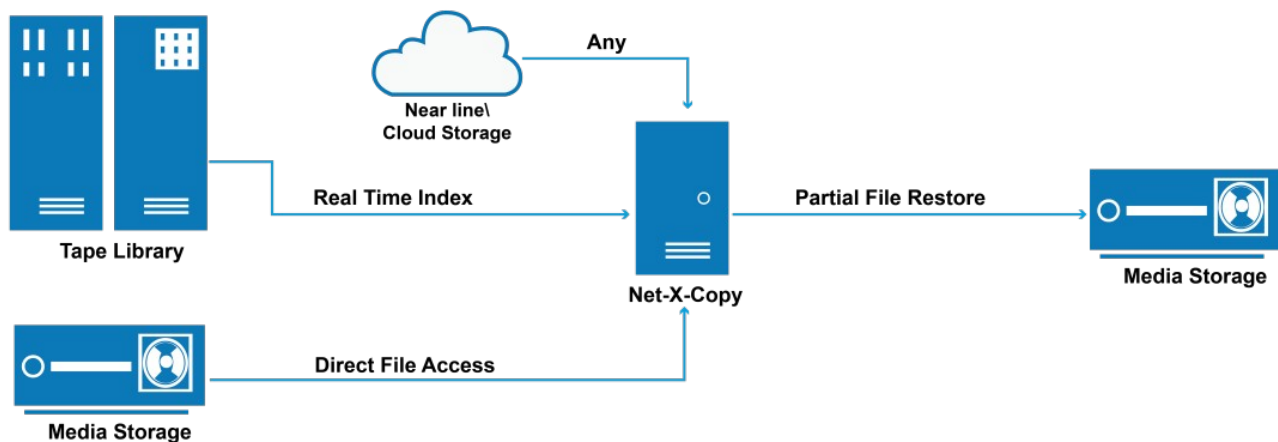 Any
Near line\
Cloud Storage
Real Time Index
Partial File Restore
Tape Library
Net-X-Copy
Media Storage
Direct File Access
Media Storage